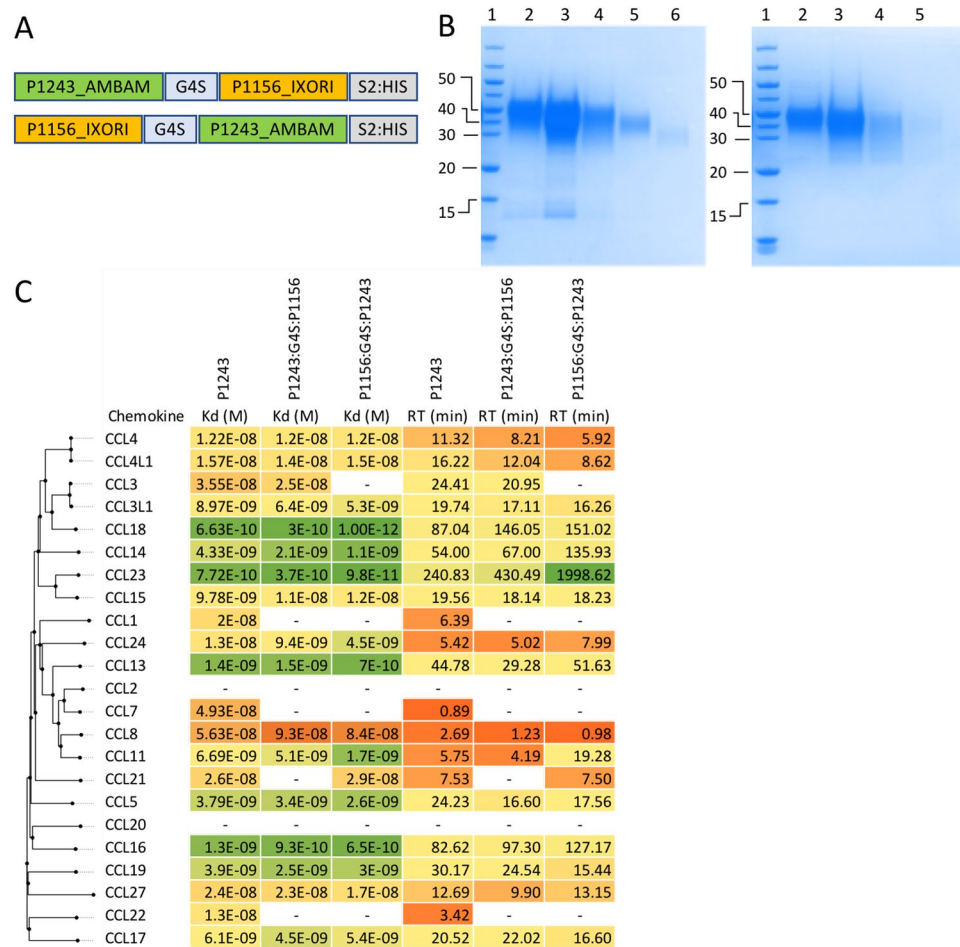 A
P1243_AMBAM G4S P1156_IXORI S2:HIS
P1156_IXORI G4S P1243_AMBAM S2:HIS
B
1 2 3 4 5 6
50
40
30
20
15
1 2 3 4 5
50
40
30
20
15
C
P1243 P1243:G4S:P1156 P1156:G4S:P1243 P1243 P1243:G4S:P1156 P1156:G4S:P1243
Chemokine Kd (M) Kd (M) Kd (M) RT (min) RT (min) RT (min)
CCL4 1.22E-08 1.2E-08 1.2E-08 11.32 8.21 5.92
CCL4L1 1.57E-08 1.4E-08 1.5E-08 16.22 12.04 8.62
CCL3 3.55E-08 2.5E-08 - 24.41 20.95 -
CCL3L1 8.97E-09 6.4E-09 5.3E-09 19.74 17.11 16.26
CCL18 6.63E-10 3E-10 1.00E-12 87.04 146.05 151.02
CCL14 4.33E-09 2.1E-09 1.1E-09 54.00 67.00 135.93
CCL23 7.72E-10 3.7E-10 9.8E-11 240.83 430.49 1998.62
CCL15 9.78E-09 1.1E-08 1.2E-08 19.56 18.14 18.23
CCL1 2E-08 - - 6.39 - -
CCL24 1.3E-08 9.4E-09 4.5E-09 5.42 5.02 7.99
CCL13 1.4E-09 1.5E-09 7E-10 44.78 29.28 51.63
CCL2 - - - - - -
CCL7 4.93E-08 - - 0.89 - -
CCL8 5.63E-08 9.3E-08 8.4E-08 2.69 1.23 0.98
CCL11 6.69E-09 5.1E-09 1.7E-09 5.75 4.19 19.28
CCL21 2.6E-08 - 2.9E-08 7.53 - 7.50
CCL5 3.79E-09 3.4E-09 2.6E-09 24.23 16.60 17.56
CCL20 - - - - - -
CCL16 1.3E-09 9.3E-10 6.5E-10 82.62 97.30 127.17
CCL19 3.9E-09 2.5E-09 3E-09 30.17 24.54 15.44
CCL27 2.4E-08 2.3E-08 1.7E-08 12.69 9.90 13.15
CCL22 1.3E-08 - - 3.42 - -
CCL17 6.1E-09 4.5E-09 5.4E-09 20.52 22.02 16.60